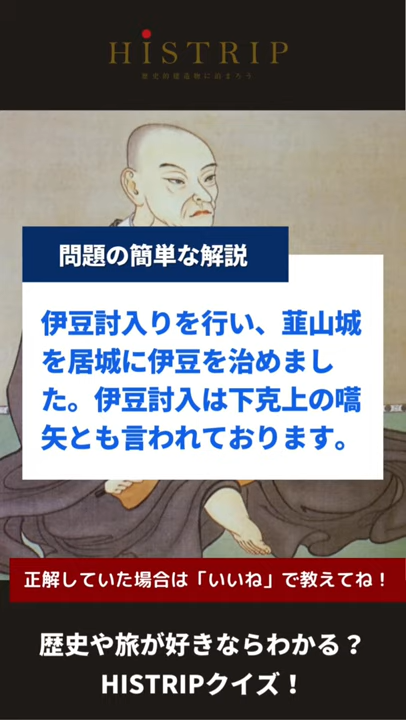 HISTRIP
歴史的建造物に泊まろう
問題の簡単な解説
伊豆討入りを行い、韮山城
を居城に伊豆を治めまし
た。伊豆討入は下克上の嚆
矢とも言われております。
正解していた場合は「いいね」で教えてね！
歴史や旅が好きならわかる？
HISTRIPクイズ！